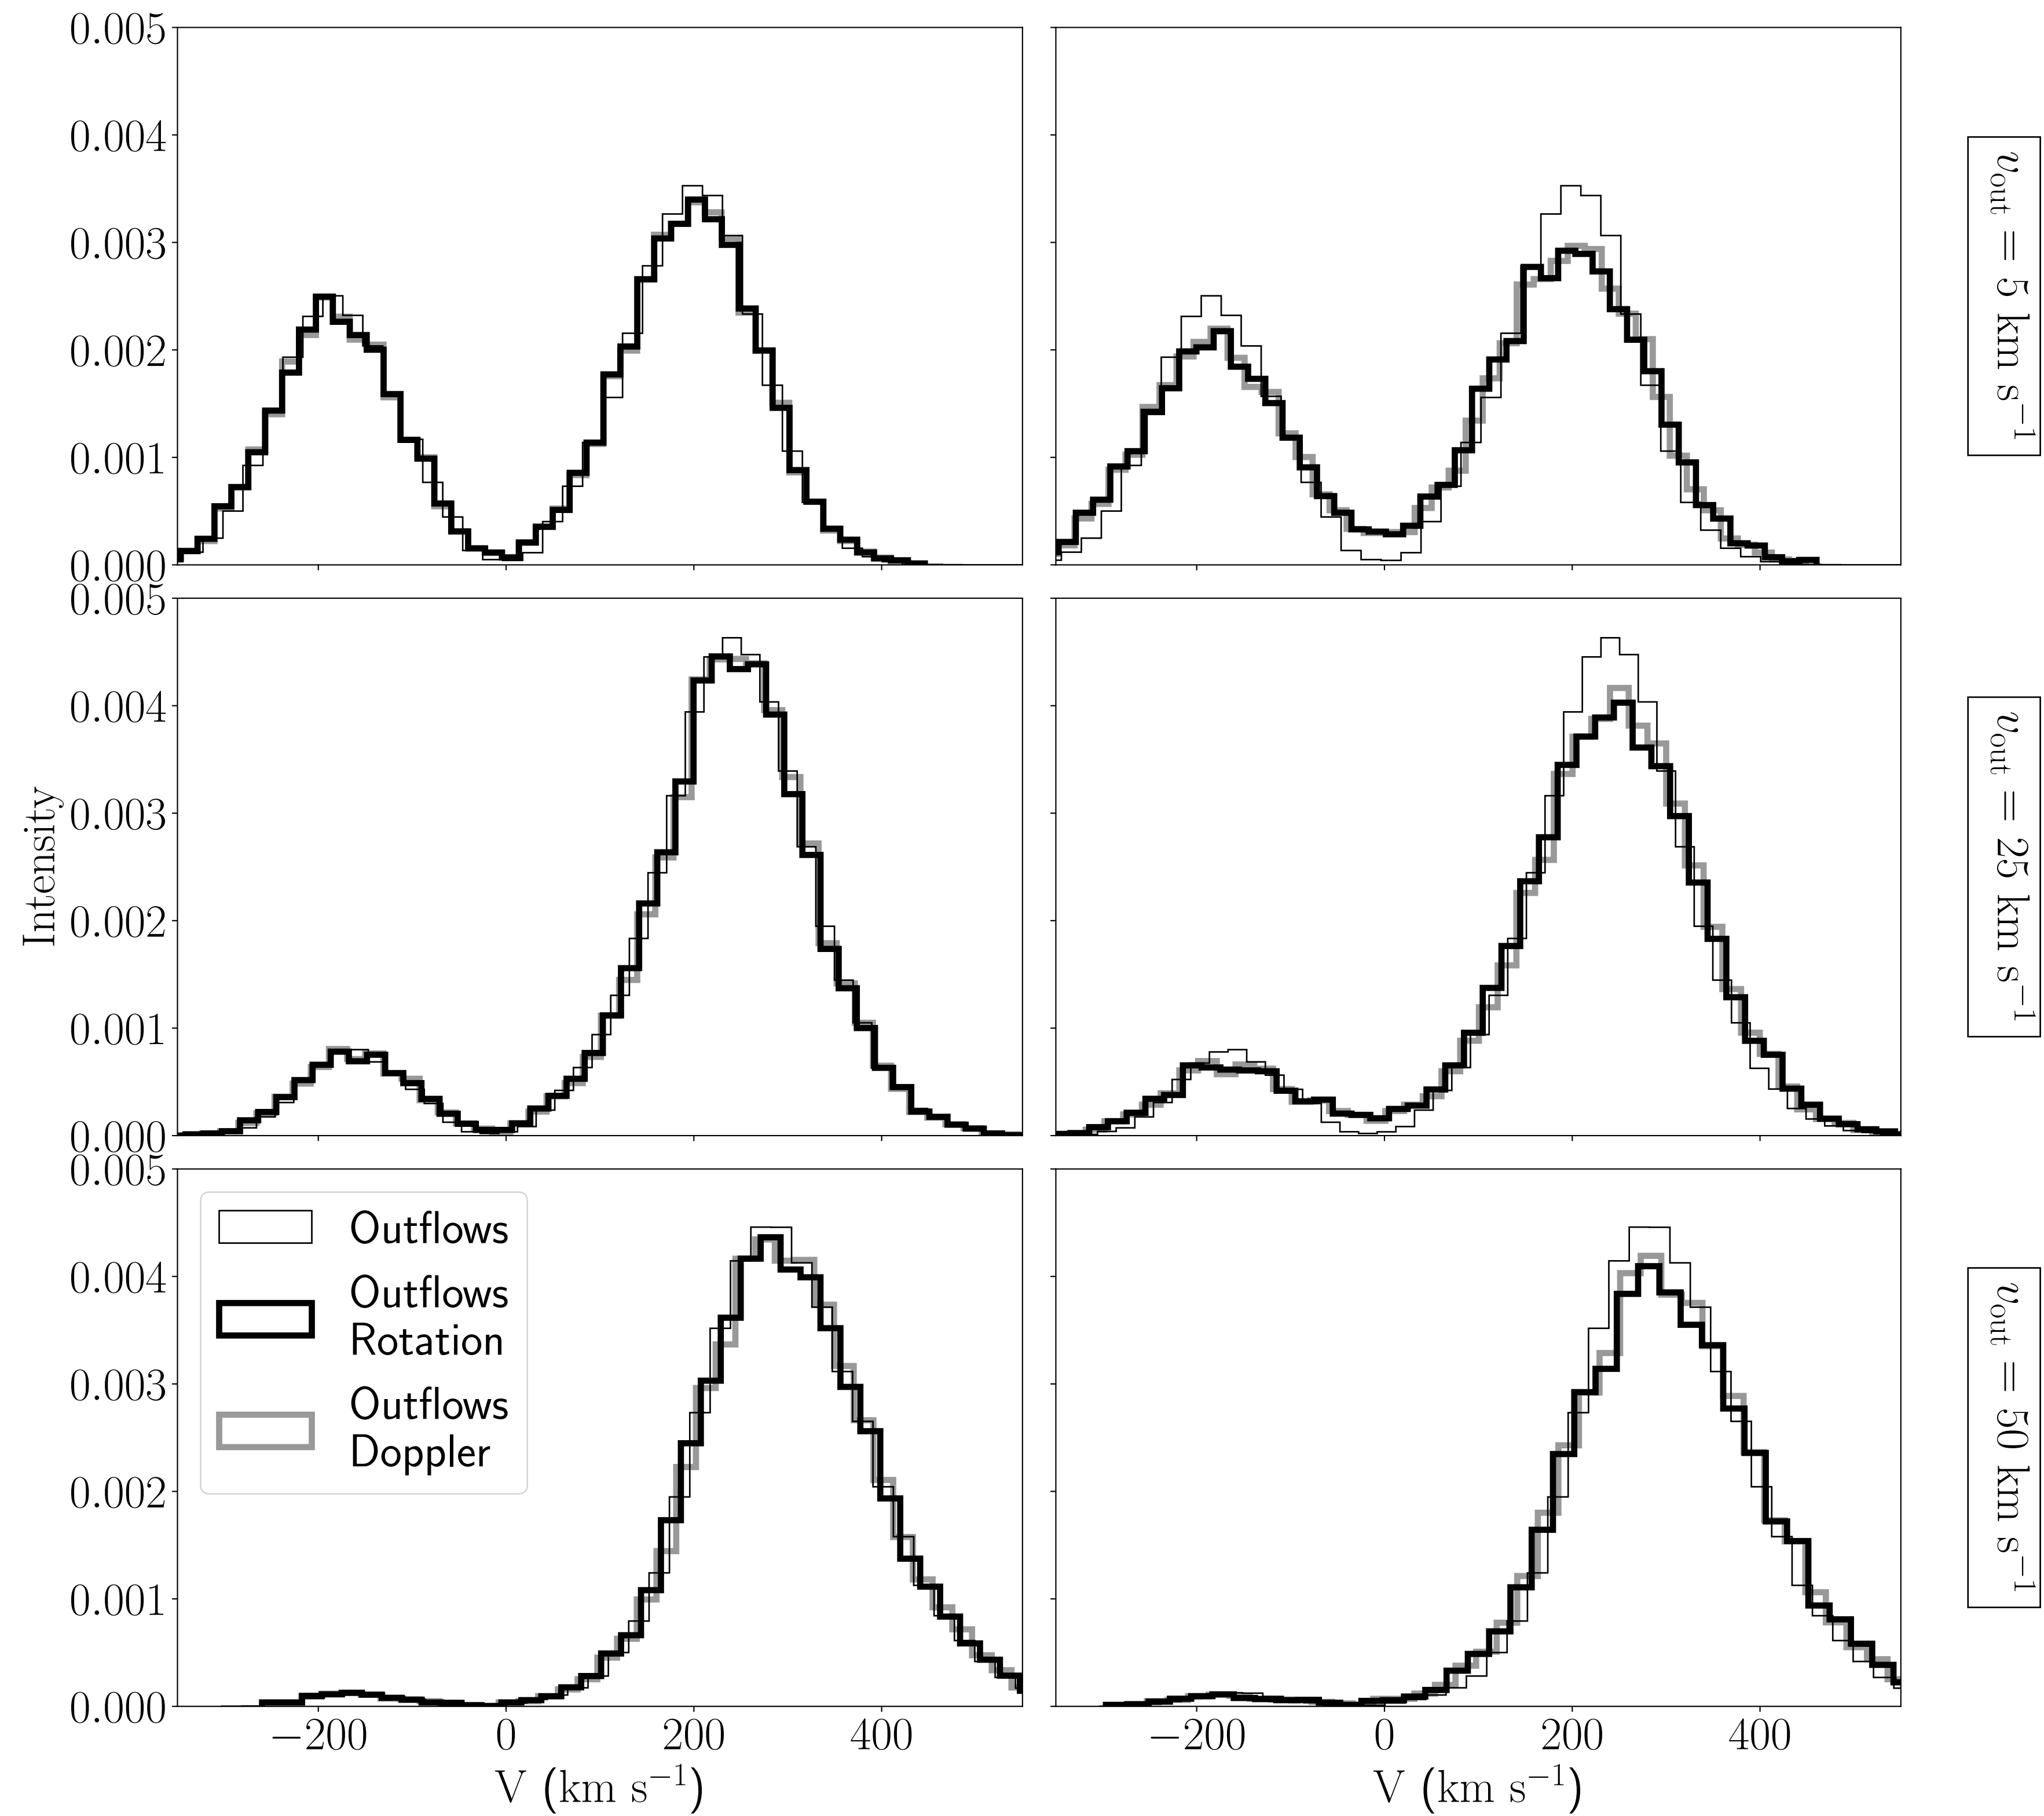 0.005
0.004
0.003
0.002
0.001
0.000
v_out = 5 km s⁻¹
0.005
0.004
0.003
0.002
0.001
0.000
Intensity
v_out = 25 km s⁻¹
0.005
0.004
0.003
0.002
0.001
0.000
Outflows
Outflows
Rotation
Outflows
Doppler
v_out = 50 km s⁻¹
−200 0 200 400
−200 0 200 400
V (km s⁻¹)
V (km s⁻¹)